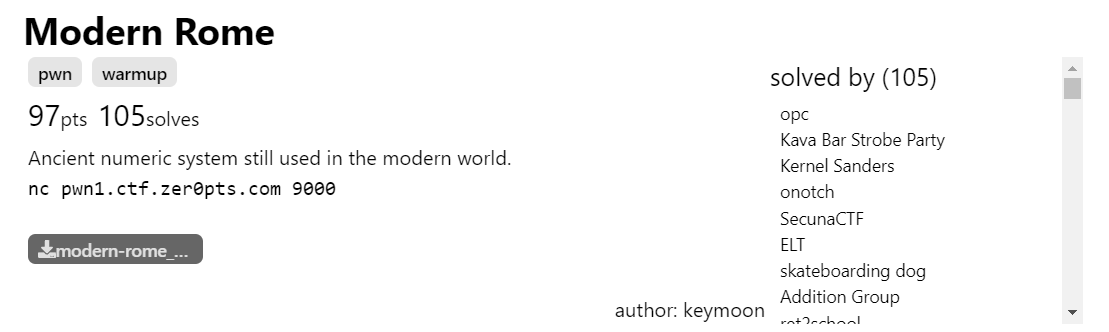 Modern Rome
pwn warmup
97pts 105solves
Ancient numeric system still used in the modern world.
nc pwn1.ctf.zer0pts.com 9000
modern-rome_...
author: keymoon
solved by (105)
opc
Kava Bar Strobe Party
Kernel Sanders
onotch
SecunaCTF
ELT
skateboarding dog
Addition Group
ret2school